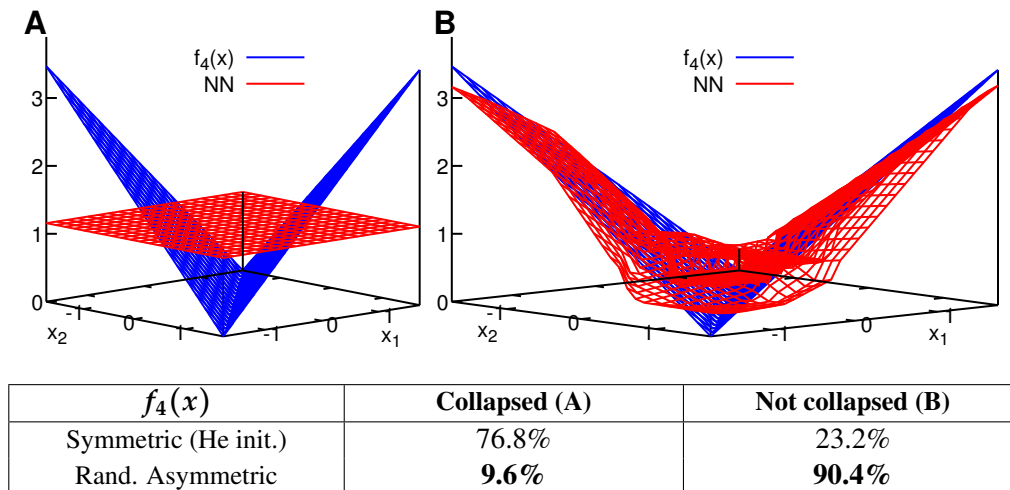 A
f₄(x)
NN
3
2
1
0
-1
0
1
x₂
-1
0
1
x₁
B
f₄(x)
NN
3
2
1
0
-1
0
1
x₂
-1
0
1
x₁
f₄(x) Collapsed (A) Not collapsed (B)
Symmetric (He init.) 76.8% 23.2%
Rand. Asymmetric 9.6% 90.4%